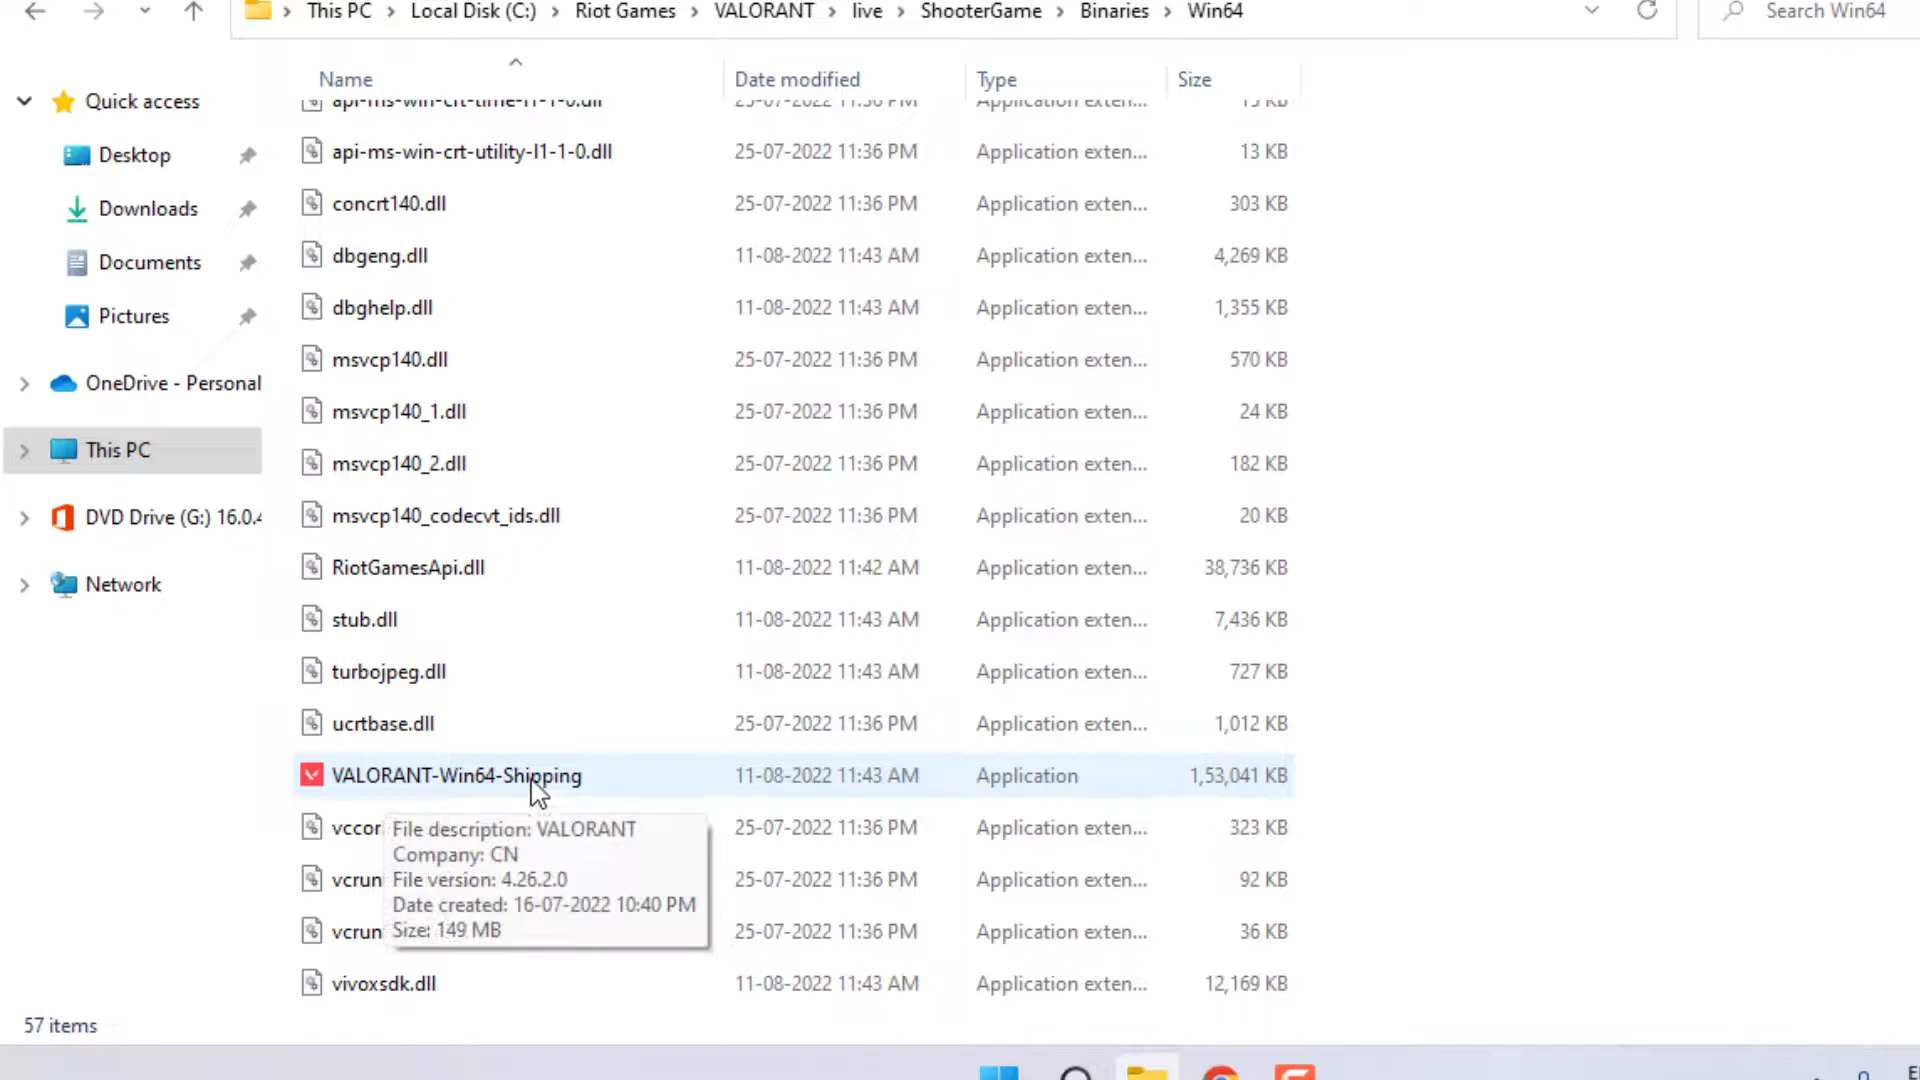 This PC > Local Disk (C:) > Riot Games > VALORANT > live > ShooterGame > Binaries > Win64
Search Win64
Name Date modified Type Size
Quick access
Desktop
Downloads
Documents
Pictures
OneDrive - Personal
This PC
DVD Drive (G:) 16.0.4
Network
api-ms-win-crt-time-l1-1-0.dll 25-07-2022 11:36 PM Application exten... 13 KB
api-ms-win-crt-utility-l1-1-0.dll 25-07-2022 11:36 PM Application exten... 13 KB
concrt140.dll 25-07-2022 11:36 PM Application exten... 303 KB
dbgeng.dll 11-08-2022 11:43 AM Application exten... 4,269 KB
dbghelp.dll 11-08-2022 11:43 AM Application exten... 1,355 KB
msvcp140.dll 25-07-2022 11:36 PM Application exten... 570 KB
msvcp140_1.dll 25-07-2022 11:36 PM Application exten... 24 KB
msvcp140_2.dll 25-07-2022 11:36 PM Application exten... 182 KB
msvcp140_codecvt_ids.dll 25-07-2022 11:36 PM Application exten... 20 KB
RiotGamesApi.dll 11-08-2022 11:42 AM Application exten... 38,736 KB
stub.dll 11-08-2022 11:43 AM Application exten... 7,436 KB
turbojpeg.dll 11-08-2022 11:43 AM Application exten... 727 KB
ucrtbase.dll 25-07-2022 11:36 PM Application exten... 1,012 KB
VALORANT-Win64-Shipping 11-08-2022 11:43 AM Application 1,53,041 KB
vccor 25-07-2022 11:36 PM Application exten... 323 KB
vcrun 25-07-2022 11:36 PM Application exten... 92 KB
vcrun 25-07-2022 11:36 PM Application exten... 36 KB
vivoxsdk.dll 11-08-2022 11:43 AM Application exten... 12,169 KB
File description: VALORANT
Company: CN
File version: 4.26.2.0
Date created: 16-07-2022 10:40 PM
Size: 149 MB
57 items